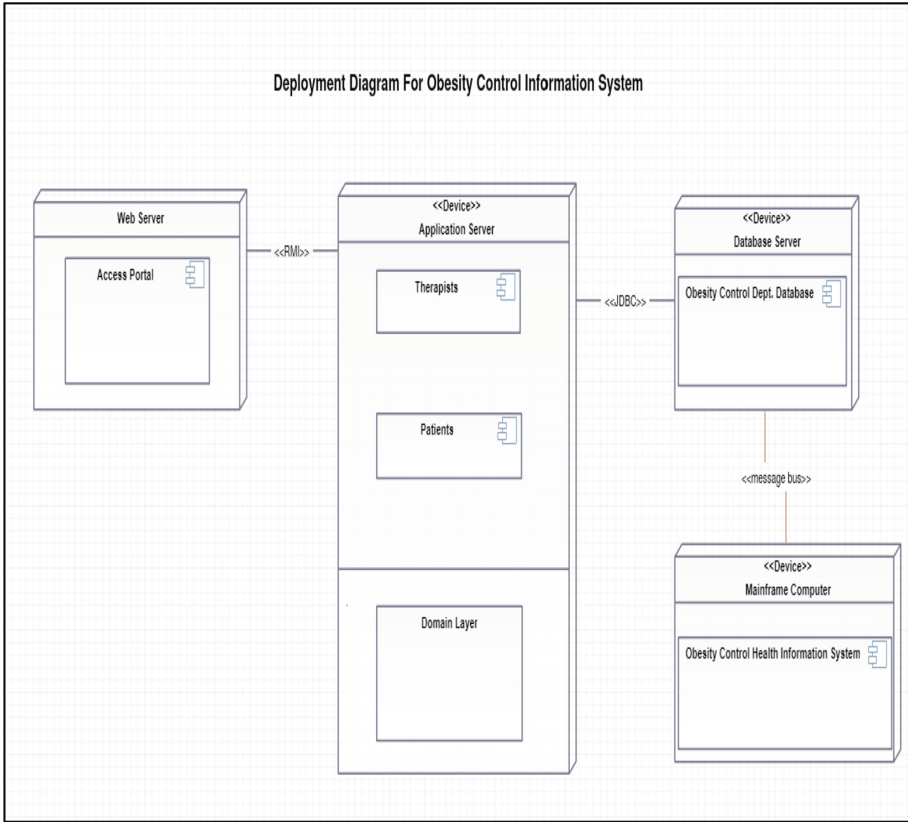 Deployment Diagram For Obesity Control Information System
Web Server
Access Portal
<<RMI>>
<<Device>>
Application Server
Therapists
Patients
Domain Layer
<<JDBC>>
<<Device>>
Database Server
Obesity Control Dept. Database
<<message bus>>
<<Device>>
Mainframe Computer
Obesity Control Health Information System